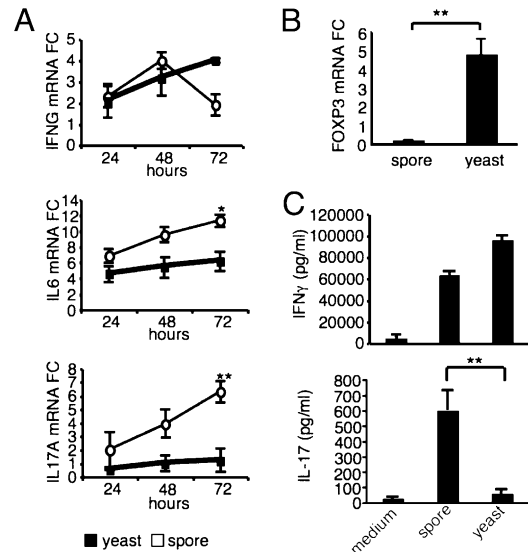 A
IFNG mRNA FC
5
4
3
2
1
0
24 48 72
hours
IL6 mRNA FC
14
12
10
8
6
4
2
0
*
24 48 72
hours
IL17A mRNA FC
8
7
6
5
4
3
2
1
0
**
24 48 72
hours
yeast spore
B
FOXP3 mRNA FC
6
5
4
3
2
1
0
**
spore yeast
C
IFNγ (pg/ml)
120000
100000
80000
60000
40000
20000
0
IL-17 (pg/ml)
800
700
600
500
400
300
200
100
0
**
medium spore yeast